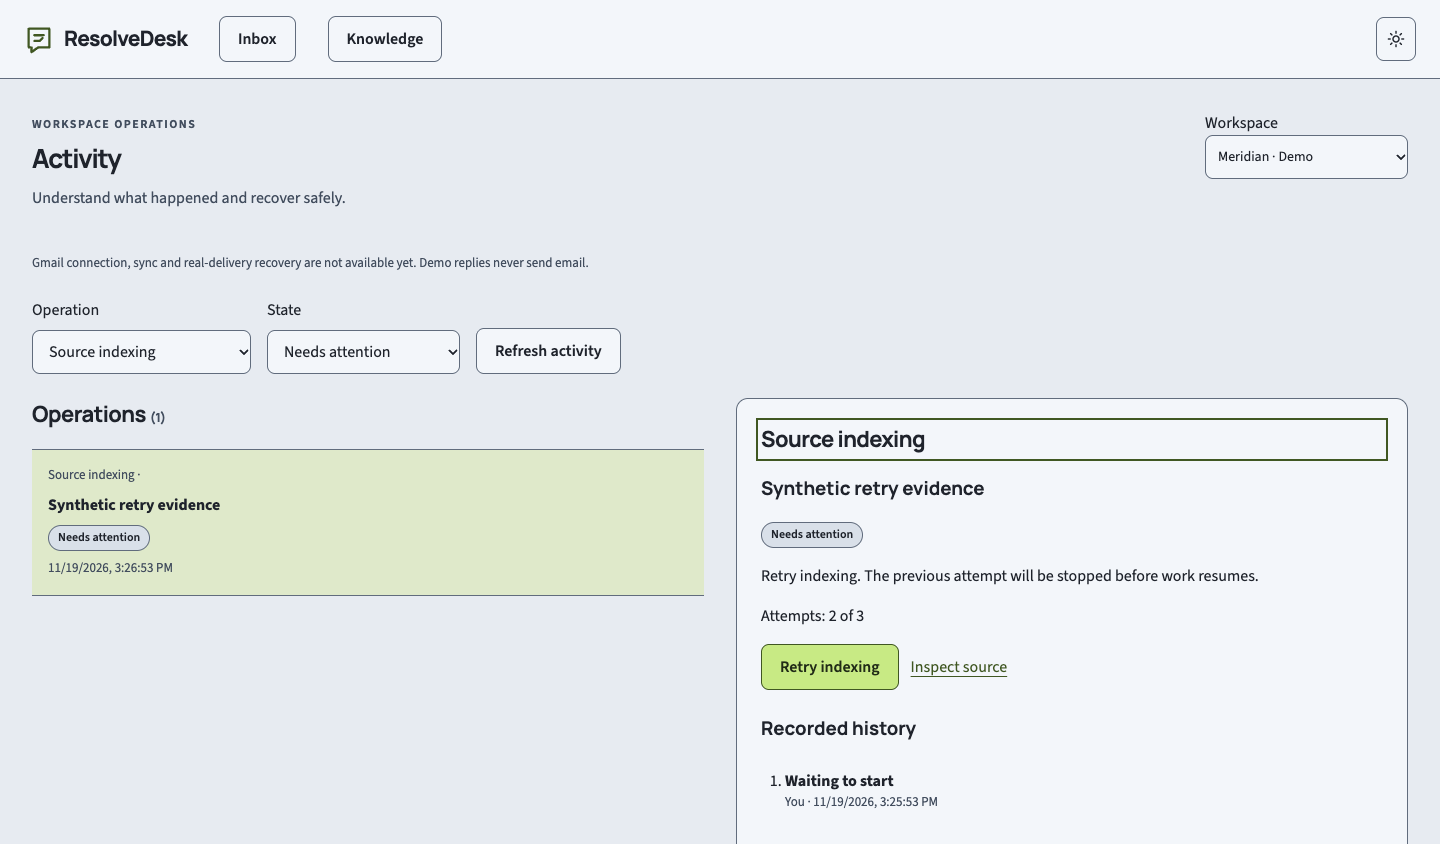 ResolveDesk
Inbox
Knowledge
WORKSPACE OPERATIONS
Activity
Understand what happened and recover safely.
Workspace
Meridian · Demo
Gmail connection, sync and real-delivery recovery are not available yet. Demo replies never send email.
Operation
State
Source indexing
Needs attention
Refresh activity
Operations (1)
Source indexing ·
Synthetic retry evidence
Needs attention
11/19/2026, 3:26:53 PM
Source indexing
Synthetic retry evidence
Needs attention
Retry indexing. The previous attempt will be stopped before work resumes.
Attempts: 2 of 3
Retry indexing
Inspect source
Recorded history
1. Waiting to start
You · 11/19/2026, 3:25:53 PM